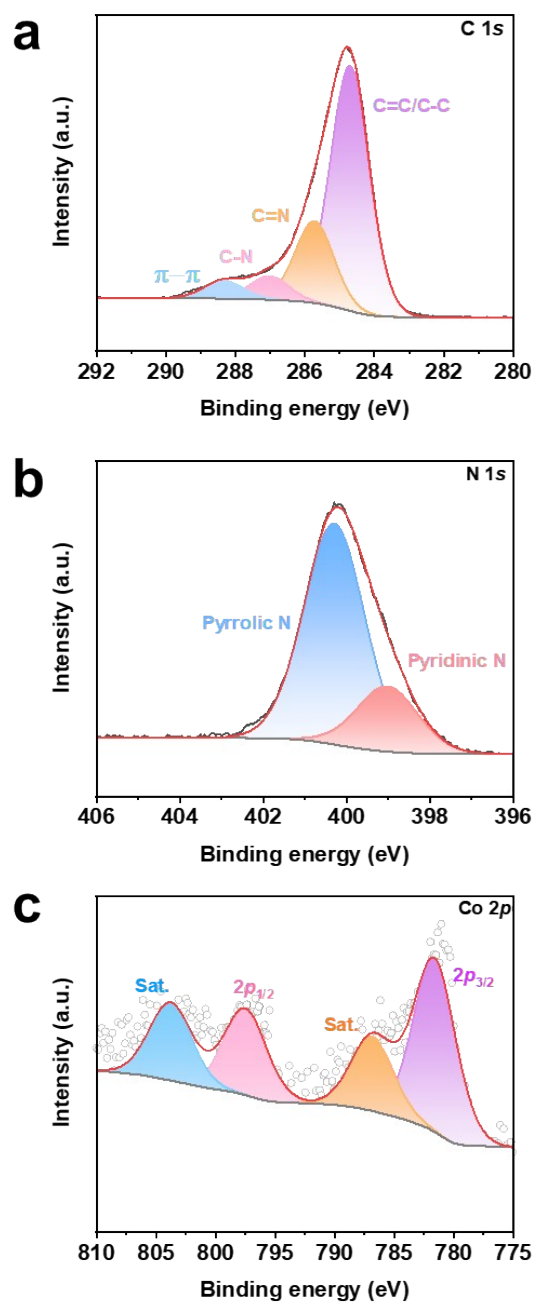 a
C 1s
C=C/C-C
C=N
C-N
π—π
Intensity (a.u.)
292 290 288 286 284 282 280
Binding energy (eV)
b
N 1s
Pyrrolic N
Pyridinic N
Intensity (a.u.)
406 404 402 400 398 396
Binding energy (eV)
c
Co 2p
Sat.
2p1/2
Sat.
2p3/2
Intensity (a.u.)
810 805 800 795 790 785 780 775
Binding energy (eV)